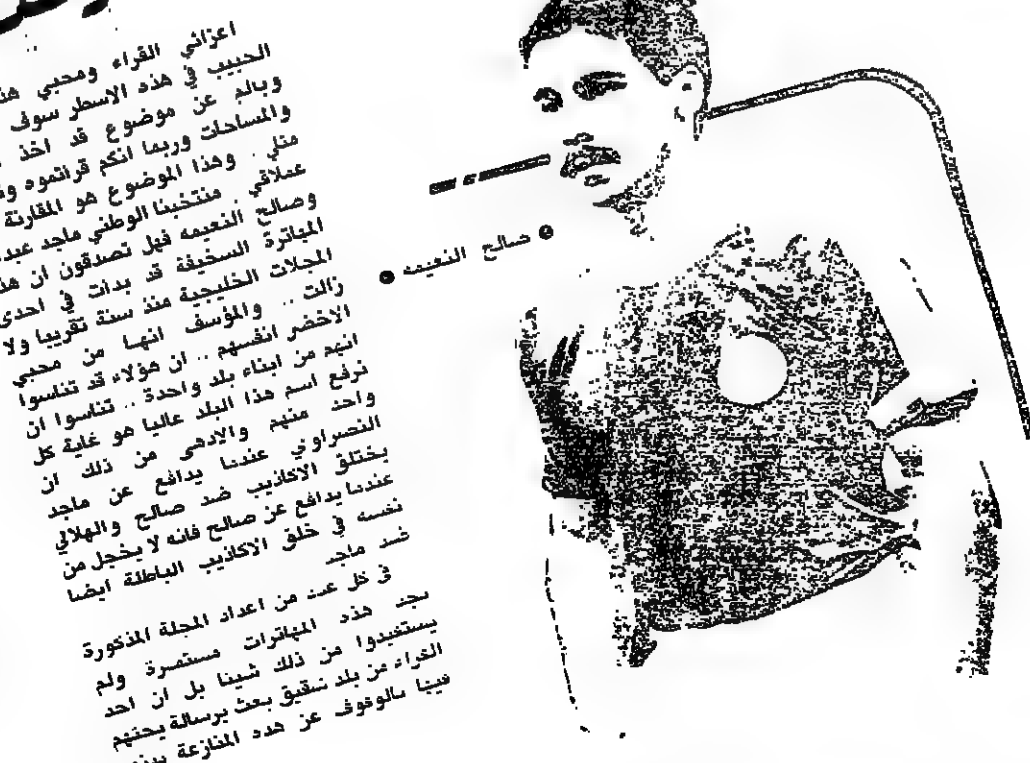 اعزائي القراء ومحبي
الحبيب في هذه الاسطر سوف
وبالم عن موضوع قد اخذ
والمساحات وربما انكم قرأتموه
مثلي . وهذا الموضوع هو المقارنة
عملاقي . منتخبنا الوطني ماجد
وصالح النعيمه فهل تصدقون ان
المهاترة السخيفة قد بدات في احدى
المجلات الخليجية منذ سنة تقريبا ولا
زالت .. والمؤسف انهـا من محبي
الاخضر انفسهم .. ان هؤلاء قد تناسوا
انهم من ابناء بلد واحدة .. تناسوا ان
نرفع اسم هذا البلد عاليا هو غاية كل
واحد منهم والادهى من ذلك ان
النصراوي عندما يدافع عن ماجد
يختلق الاكاذيب ضد صالح والهلالي
عندما يدافع عن صالح فانه لا يخجل من
نفسه في خلق الاكاذيب الباطلة ايضا
ضد ماجد
في كل عدد من اعداد المجلة المذكورة
نجد هذه المهاترات مستمرة ولم
يستفيدوا من ذلك شيئا بل ان احد
القراء من بلد شقيق بعث برسالة يحثهم
فيها بالوقوف عن هذه المنازعة
● صالح النعيمه ●